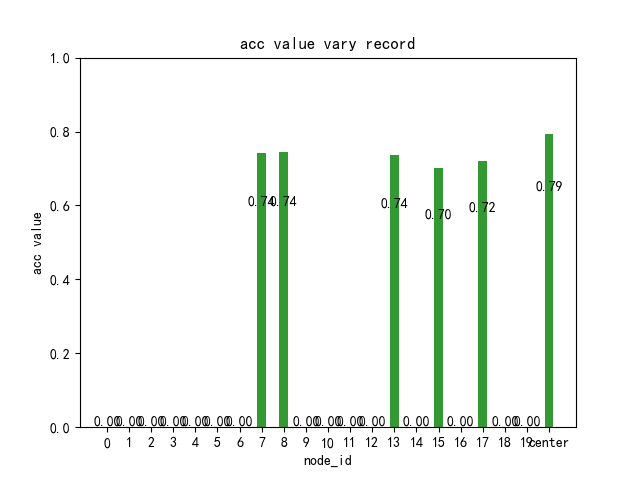 acc value vary record
1.0
0.8
0.6
0.4
0.2
0.0
acc value
0.74 0.74 0.74 0.70 0.72 0.79
0.00 0.00 0.00 0.00 0.00 0.00 0.00 0.00 0.00 0.00 0.00 0.00 0.00 0.00 0.00
0 1 2 3 4 5 6 7 8 9 10 11 12 13 14 15 16 17 18 19 center
node_id